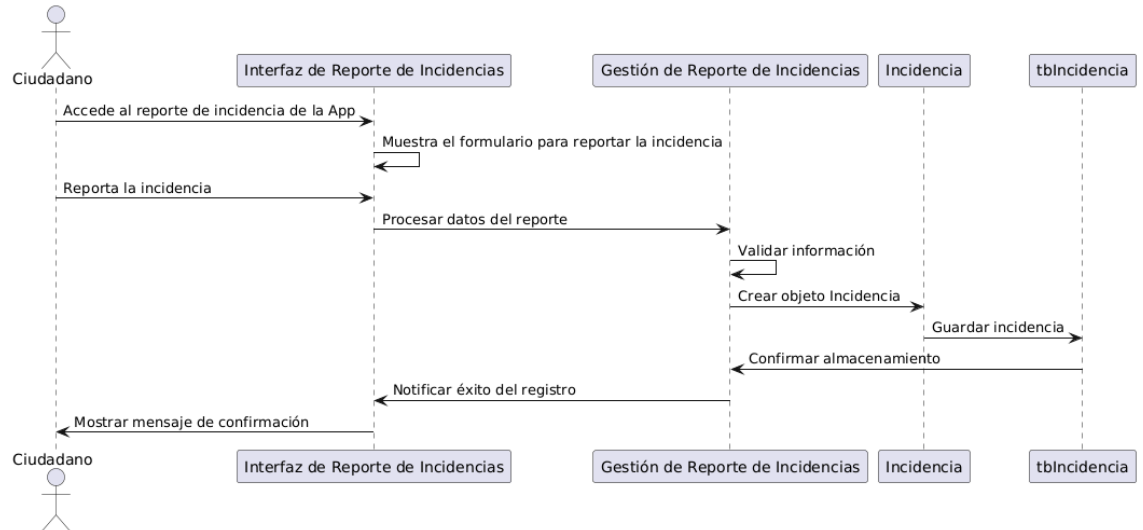 Ciudadano
Interfaz de Reporte de Incidencias
Gestión de Reporte de Incidencias
Incidencia
tbIncidencia
Accede al reporte de incidencia de la App
Muestra el formulario para reportar la incidencia
Reporta la incidencia
Procesar datos del reporte
Validar información
Crear objeto Incidencia
Guardar incidencia
Confirmar almacenamiento
Notificar éxito del registro
Mostrar mensaje de confirmación
Ciudadano
Interfaz de Reporte de Incidencias
Gestión de Reporte de Incidencias
Incidencia
tbIncidencia